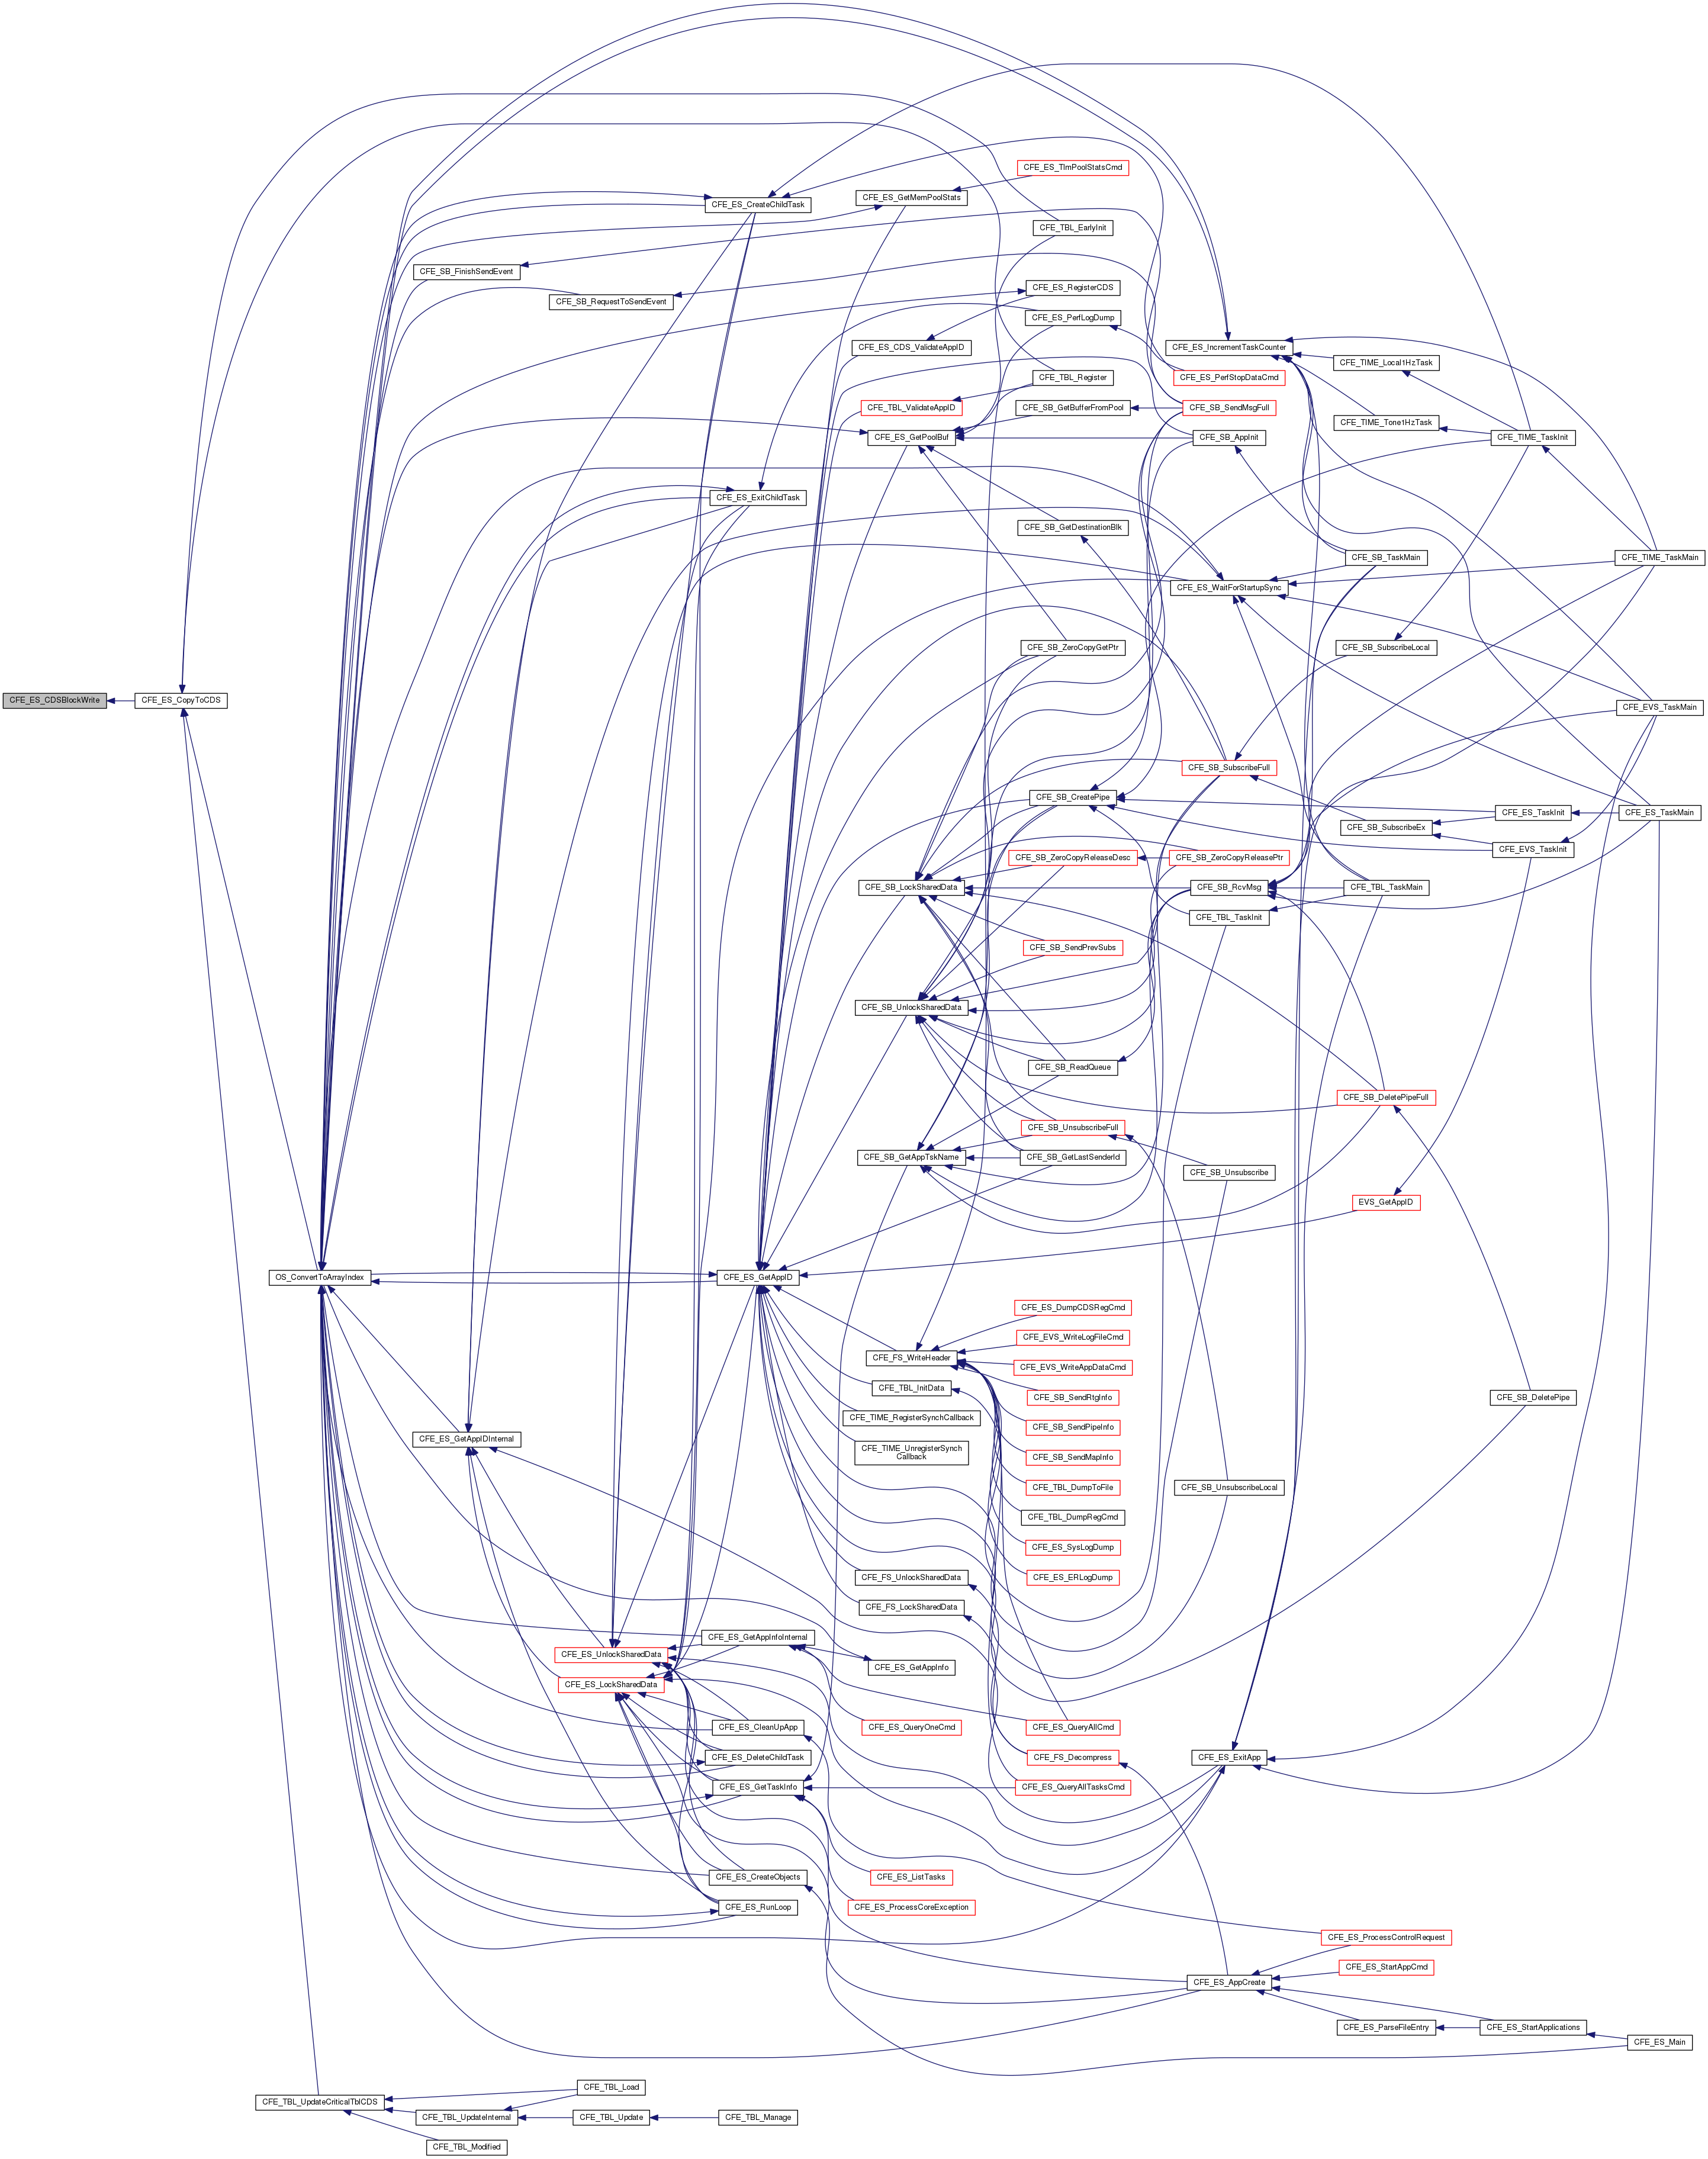 CFE_ES_TlmPoolStatsCmd
CFE_ES_GetMemPoolStats
CFE_ES_CreateChildTask
CFE_TBL_EarlyInit
CFE_SB_FinishSendEvent
CFE_ES_RegisterCDS
CFE_SB_RequestToSendEvent
CFE_ES_PerfLogDump
CFE_ES_CDS_ValidateAppID
CFE_ES_IncrementTaskCounter
CFE_TIME_Local1HzTask
CFE_TBL_Register
CFE_ES_PerfStopDataCmd
CFE_TBL_ValidateAppID
CFE_SB_GetBufferFromPool
CFE_SB_SendMsgFull
CFE_TIME_Tone1HzTask
CFE_ES_GetPoolBuf
CFE_SB_AppInit
CFE_TIME_TaskInit
CFE_ES_ExitChildTask
CFE_SB_GetDestinationBlk
CFE_SB_TaskMain
CFE_TIME_TaskMain
CFE_ES_WaitForStartupSync
CFE_SB_ZeroCopyGetPtr
CFE_SB_SubscribeLocal
CFE_ES_CDSBlockWrite
CFE_ES_CopyToCDS
CFE_EVS_TaskMain
CFE_SB_SubscribeFull
CFE_SB_CreatePipe
CFE_ES_TaskInit
CFE_ES_TaskMain
CFE_SB_SubscribeEx
CFE_EVS_TaskInit
CFE_SB_ZeroCopyReleaseDesc
CFE_SB_ZeroCopyReleasePtr
CFE_SB_LockSharedData
CFE_SB_RcvMsg
CFE_TBL_TaskMain
CFE_TBL_TaskInit
CFE_SB_SendPrevSubs
CFE_SB_UnlockSharedData
CFE_SB_ReadQueue
CFE_SB_DeletePipeFull
CFE_SB_UnsubscribeFull
CFE_SB_GetAppTskName
CFE_SB_GetLastSenderId
CFE_SB_Unsubscribe
EVS_GetAppID
OS_ConvertToArrayIndex
CFE_ES_GetAppID
CFE_ES_DumpCDSRegCmd
CFE_EVS_WriteLogFileCmd
CFE_FS_WriteHeader
CFE_EVS_WriteAppDataCmd
CFE_TBL_InitData
CFE_SB_SendRtgInfo
CFE_SB_DeletePipe
CFE_TIME_RegisterSynchCallback
CFE_SB_SendPipeInfo
CFE_ES_GetAppIDInternal
CFE_TIME_UnregisterSynch
Callback
CFE_SB_SendMapInfo
CFE_TBL_DumpToFile
CFE_SB_UnsubscribeLocal
CFE_TBL_DumpRegCmd
CFE_ES_SysLogDump
CFE_FS_UnlockSharedData
CFE_ES_ERLogDump
CFE_FS_LockSharedData
CFE_ES_GetAppInfoInternal
CFE_ES_UnlockSharedData
CFE_ES_GetAppInfo
CFE_ES_LockSharedData
CFE_ES_CleanUpApp
CFE_ES_QueryOneCmd
CFE_ES_QueryAllCmd
CFE_ES_DeleteChildTask
CFE_FS_Decompress
CFE_ES_ExitApp
CFE_ES_GetTaskInfo
CFE_ES_QueryAllTasksCmd
CFE_ES_CreateObjects
CFE_ES_ListTasks
CFE_ES_RunLoop
CFE_ES_ProcessCoreException
CFE_ES_ProcessControlRequest
CFE_ES_StartAppCmd
CFE_ES_AppCreate
CFE_ES_ParseFileEntry
CFE_ES_StartApplications
CFE_ES_Main
CFE_TBL_Load
CFE_TBL_UpdateCriticalTblCDS
CFE_TBL_UpdateInternal
CFE_TBL_Update
CFE_TBL_Manage
CFE_TBL_Modified